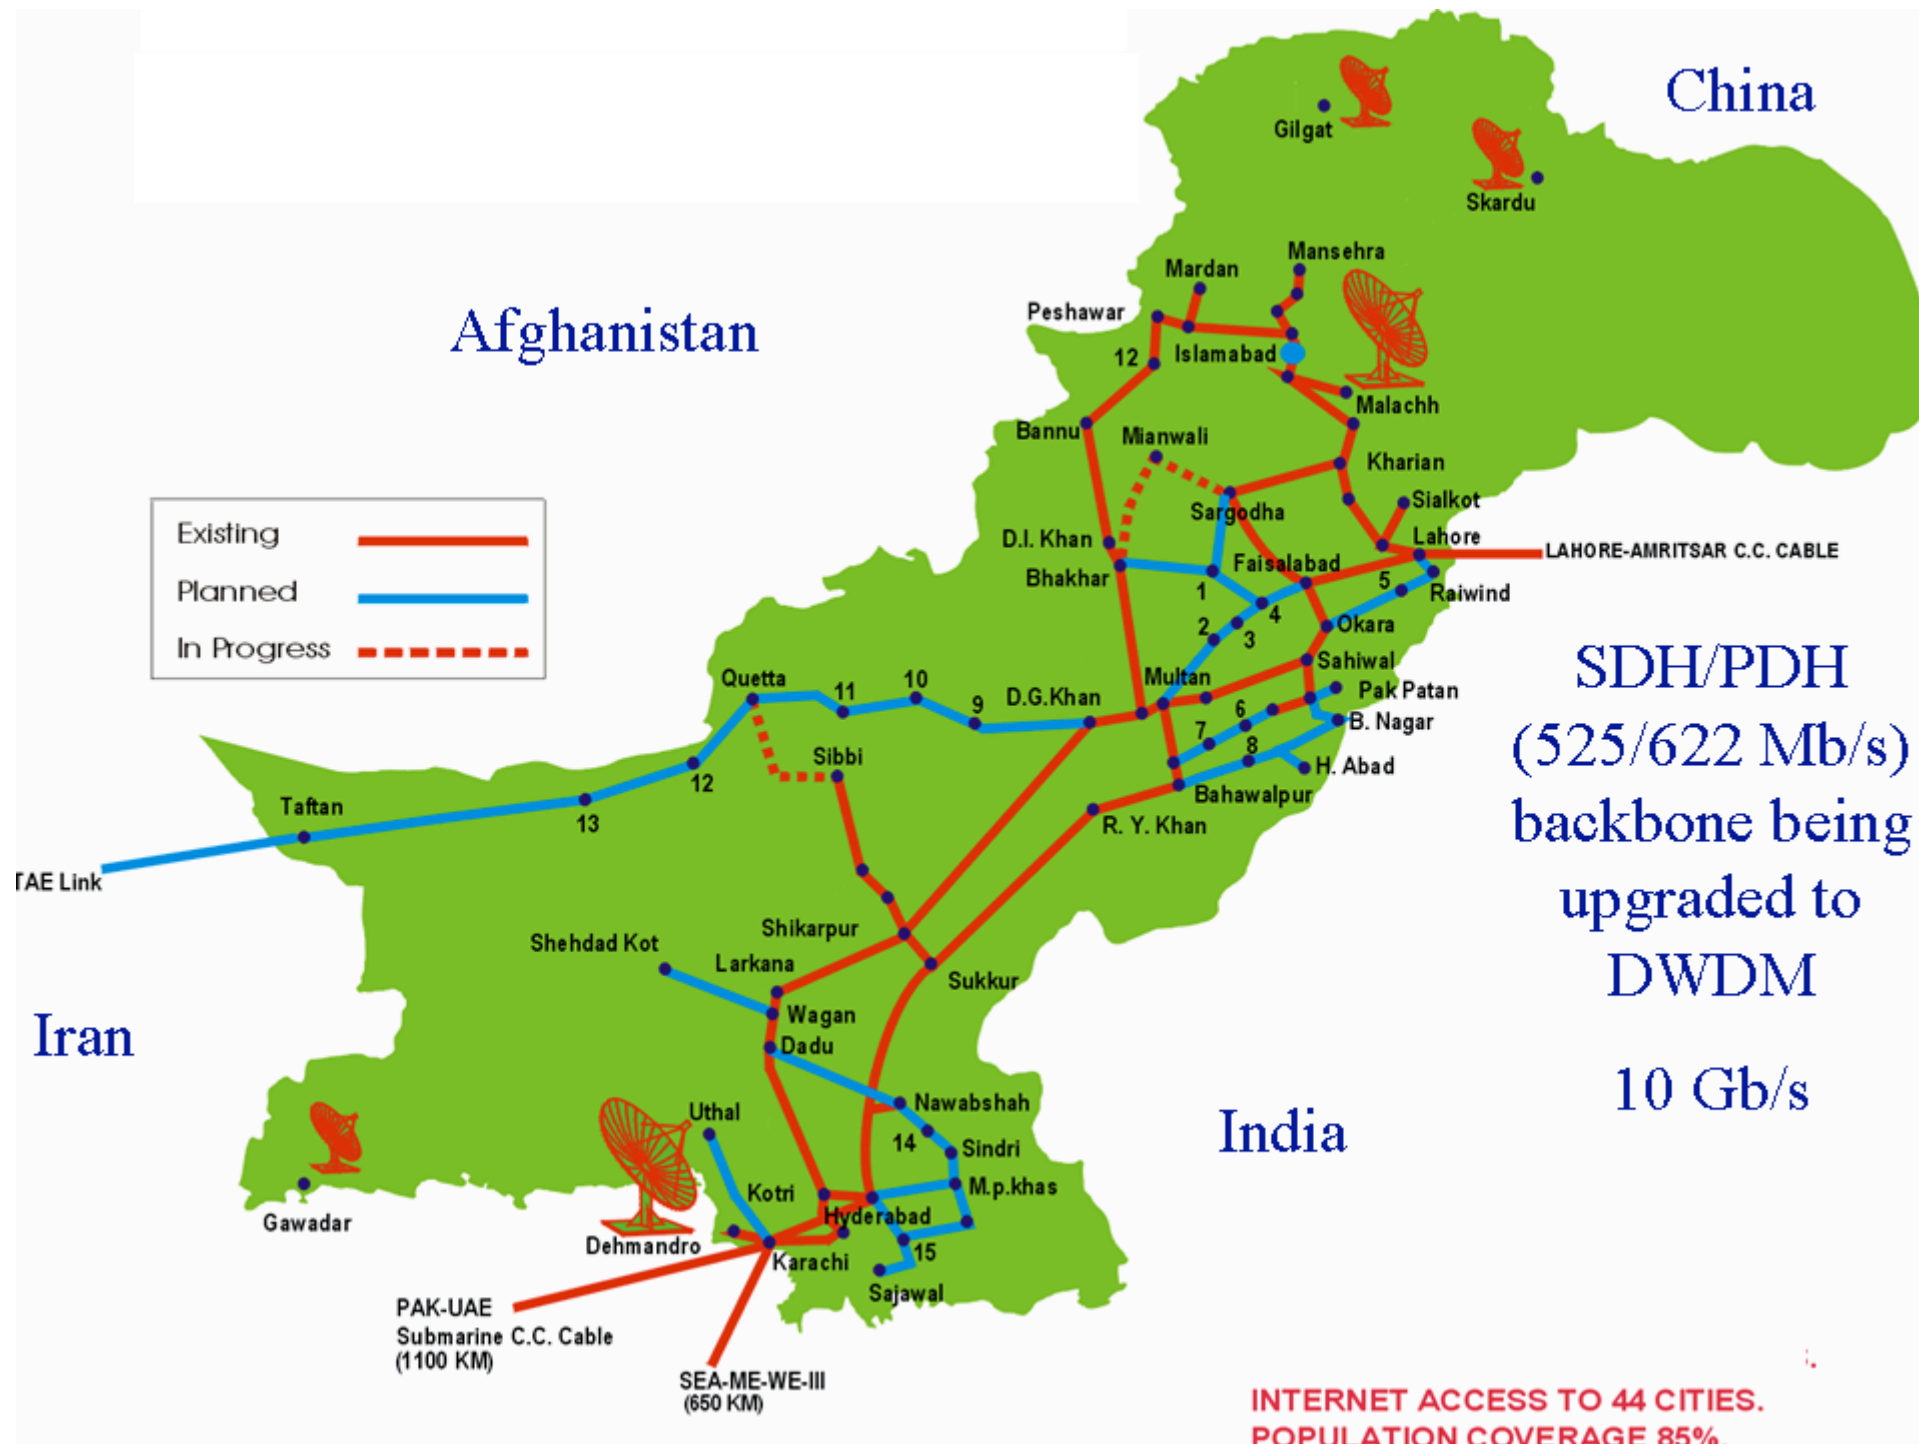 China
Gilgat
Skardu
Mansehra
Mardan
Peshawar
Afghanistan
12
Islamabad
Malachh
Bannu
Mianwali
Kharian
Existing
Planned
In Progress
Sialkot
Sargodha
D.I. Khan
Lahore
LAHORE-AMRITSAR C.C. CABLE
Bhakhar
Faisalabad
1
5
Raiwind
4
2
3
Okara
SDH/PDH
(525/622 Mb/s)
backbone being
upgraded to
DWDM
10 Gb/s
Sahiwal
Quetta
11
10
9
D.G.Khan
Multan
Pak Patan
6
B. Nagar
7
8
H. Abad
Sibbi
12
Bahawalpur
Taftan
13
R. Y. Khan
TAE Link
Shikarpur
Shehdad Kot
Larkana
Sukkur
Wagan
Iran
Dadu
Uthal
Nawabshah
14
Sindri
India
Kotri
M.p.khas
Gawadar
Hyderabad
Dehmandro
Karachi
15
Sajawal
PAK-UAE
Submarine C.C. Cable
(1100 KM)
SEA-ME-WE-III
(650 KM)
INTERNET ACCESS TO 44 CITIES.
POPULATION COVERAGE 85%.